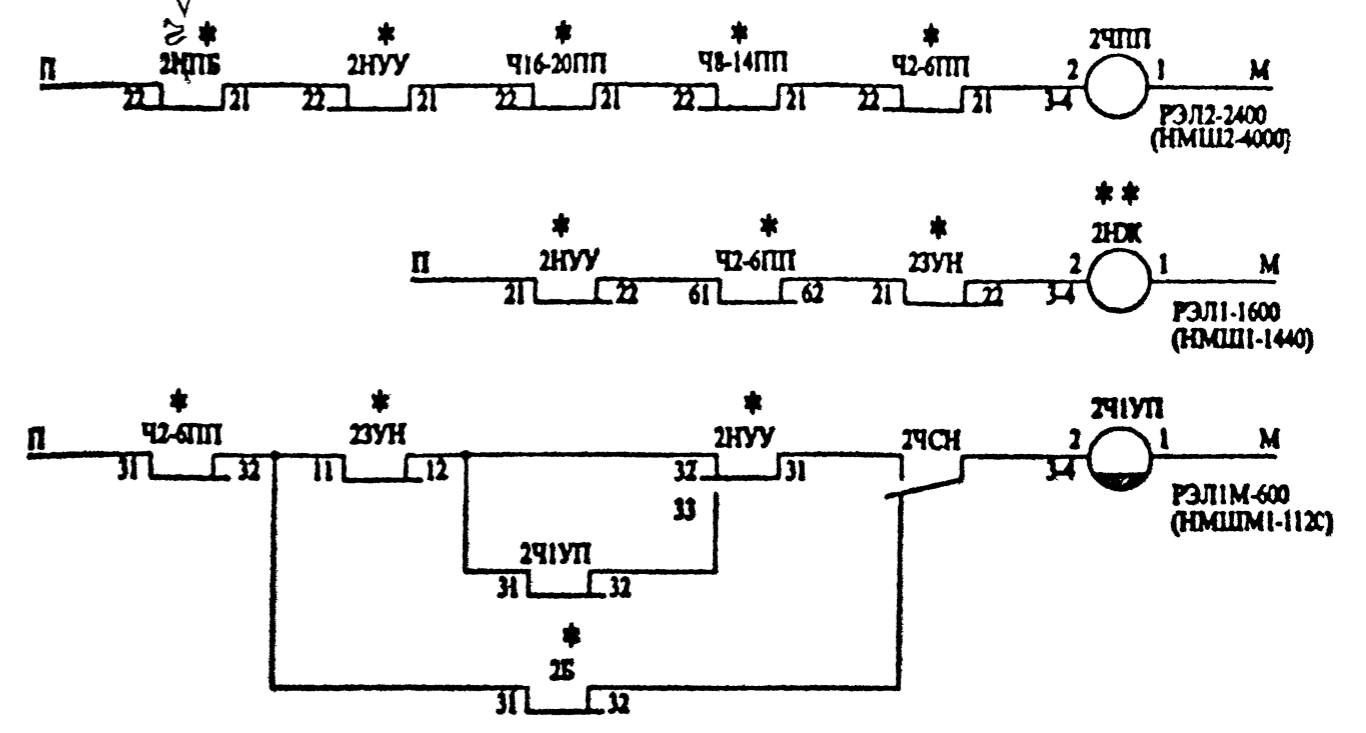 * * * * *
П 2НПБ 2НУУ Ч16-20ПП Ч8-14ПП Ч2-6ПП 2ЧПП М
22 21 22 21 22 21 22 21 22 21 2 3-4 1
РЭЛ2-2400
(НМШ2-4000)
* * * * *
П 2НУУ Ч2-6ПП 2ЗУН 2НЖ М
21 22 61 62 21 22 2 3-4 1
РЭЛ1-1600
(НМШ1-1440)
* * *
П Ч2-6ПП 2ЗУН 2НУУ 2ЧСН 2Ч1УП М
31 32 11 12 32 31 2 3-4 1
33
РЭЛ1М-600
2Ч1УП
31 32
*
2Б
31 32